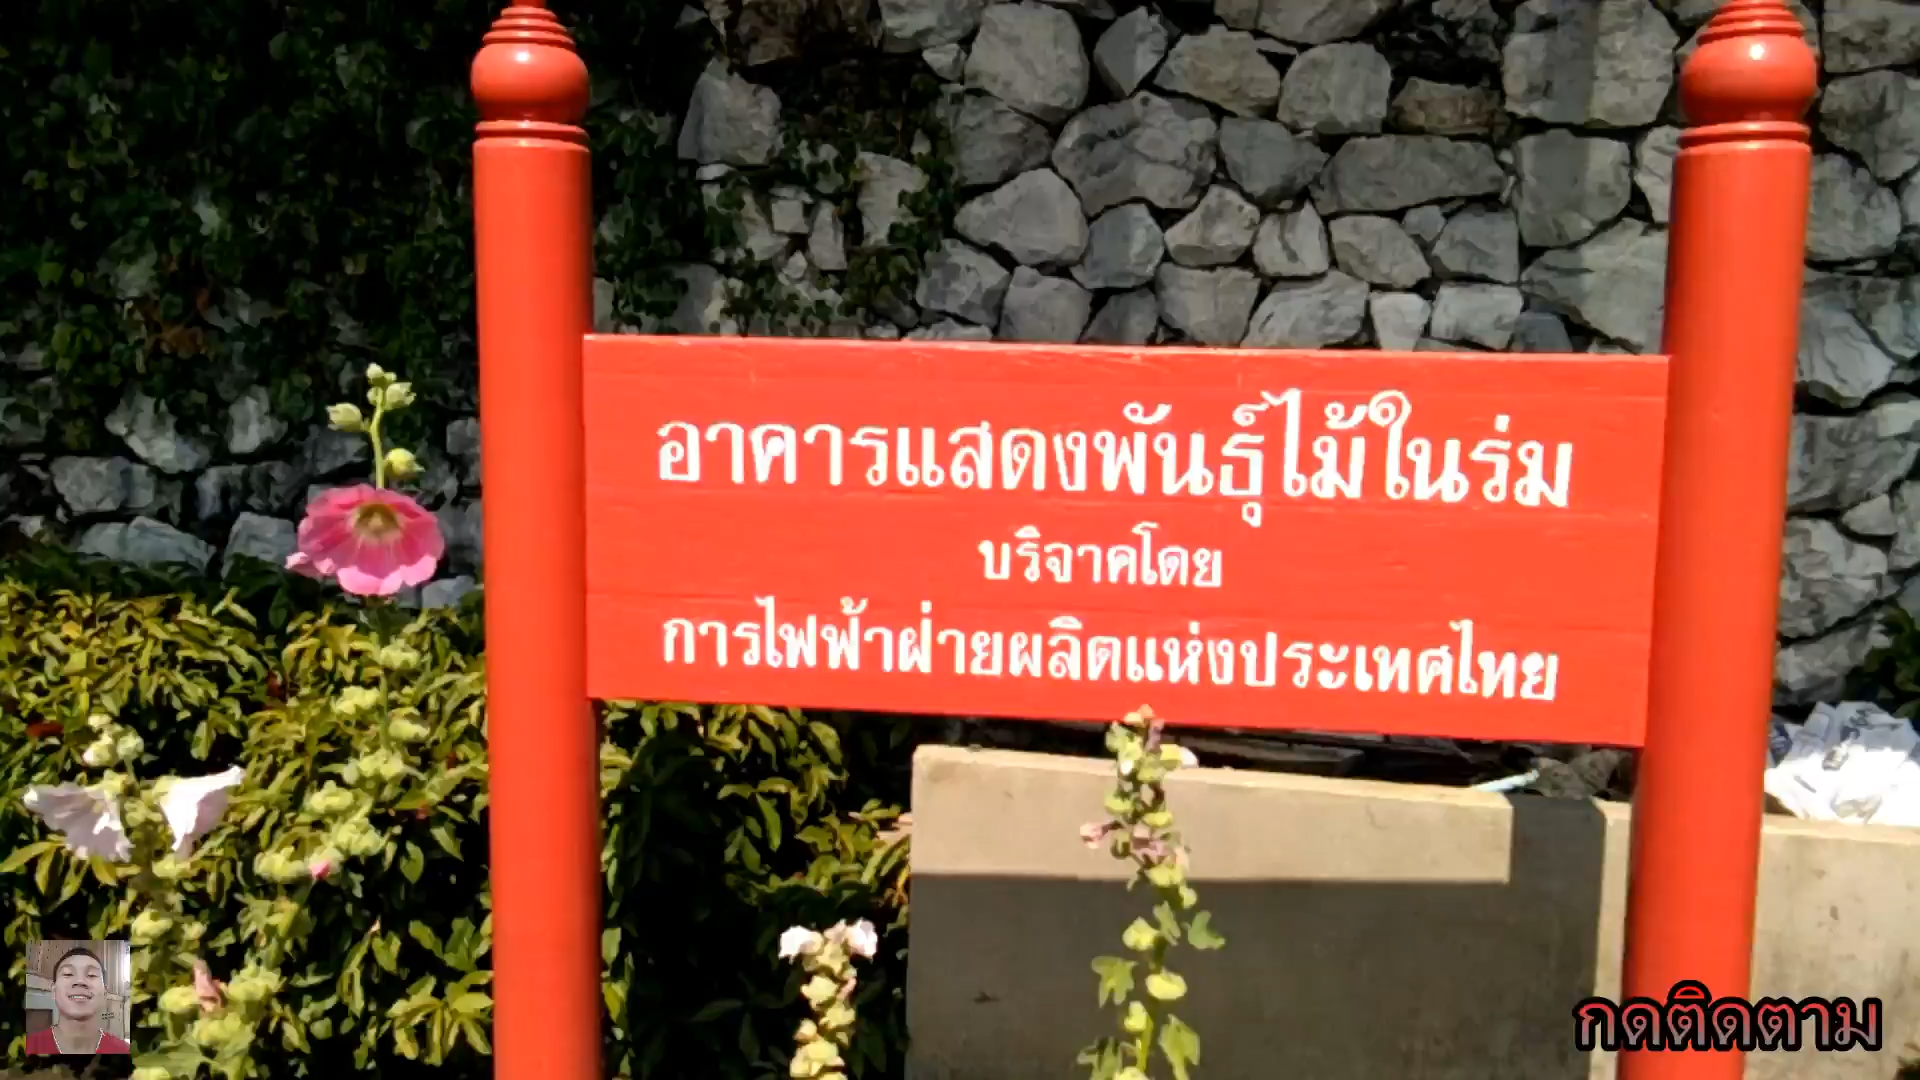 อาคารแสดงพันธุ์ไม้ในร่ม
บริจาคโดย
การไฟฟ้าฝ่ายผลิตแห่งประเทศไทย
กดติดตาม